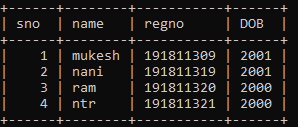 +------+--------+-----------+------+
| sno  | name   | regno     | DOB  |
+------+--------+-----------+------+
|    1 | mukesh | 191811309 | 2001 |
|    2 | nani   | 191811319 | 2001 |
|    3 | ram    | 191811320 | 2000 |
|    4 | ntr    | 191811321 | 2000 |
+------+--------+-----------+------+